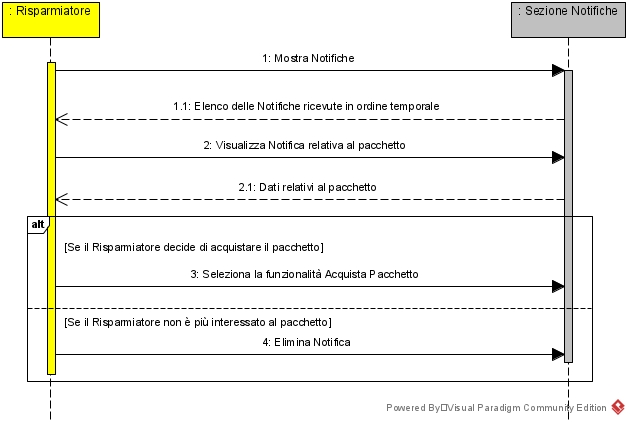 : Risparmiatore
: Sezione Notifiche
1: Mostra Notifiche
1.1: Elenco delle Notifiche ricevute in ordine temporale
2: Visualizza Notifica relativa al pacchetto
2.1: Dati relativi al pacchetto
alt
[Se il Risparmiatore decide di acquistare il pacchetto]
3: Seleziona la funzionalità Acquista Pacchetto
[Se il Risparmiatore non è più interessato al pacchetto]
4: Elimina Notifica
Powered By□Visual Paradigm Community Edition